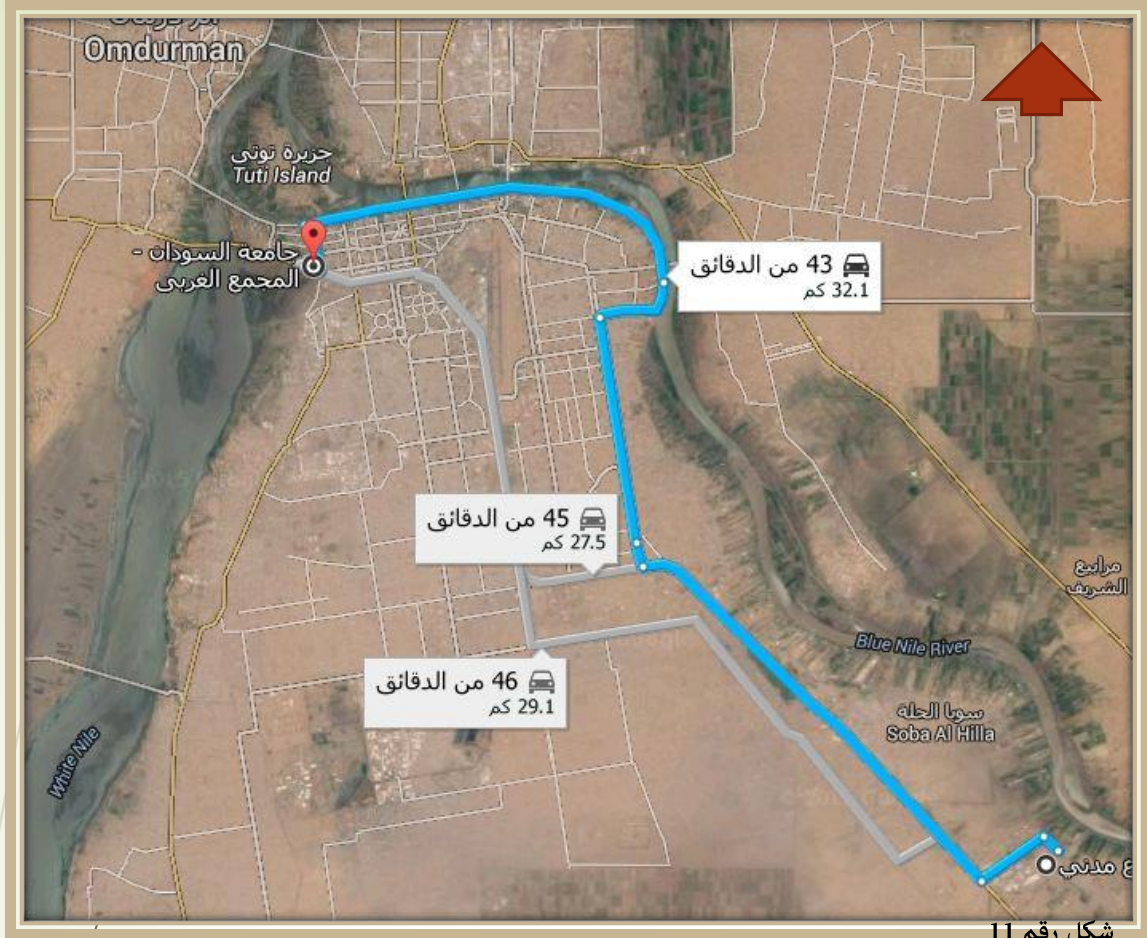 Omdurman
جزيرة توتي
Tuti Island
جامعة السودان -
المجمع الغربي
43 من الدقائق
32.1 كم
45 من الدقائق
27.5 كم
مرابيع
الشريف
Blue Nile River
46 من الدقائق
29.1 كم
سوبا الحلة
Soba Al Hilla
White Nile
ع مدني
شكل رقم 11